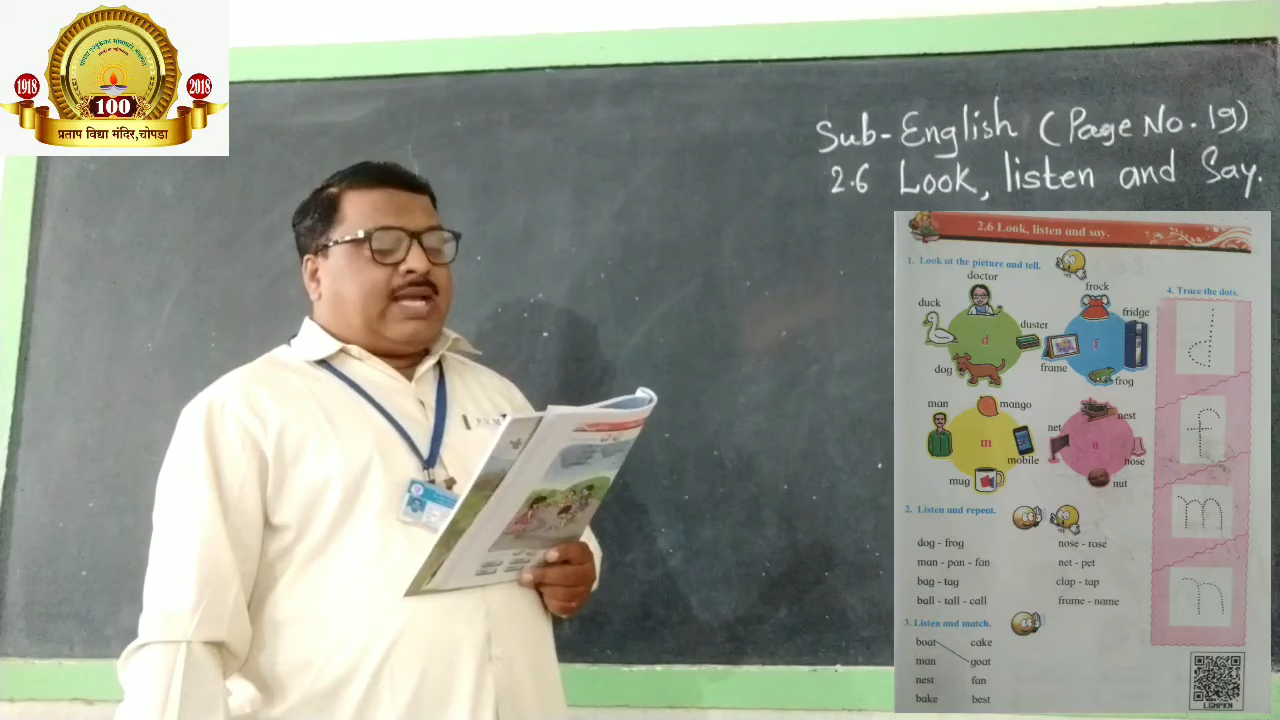 1918
2018
100
प्रताप विद्या मंदिर,चोपडा
Sub-English (Page No. 19)
2.6 Look, listen and Say.
2.6 Look, listen and say.
1. Look at the picture and tell.
doctor
duck
duster
dog
d
frock
fridge
frame
frog
f
man
mango
mobile
mug
m
nest
net
nose
nut
n
2. Listen and repeat.
dog - frog
man - pan - fan
bag - tag
ball - tall - call
nose - rose
net - pet
clap - tap
frame - name
3. Listen and match.
boat cake
man goat
nest fan
bake best
4. Trace the dots.
d
f
m
n